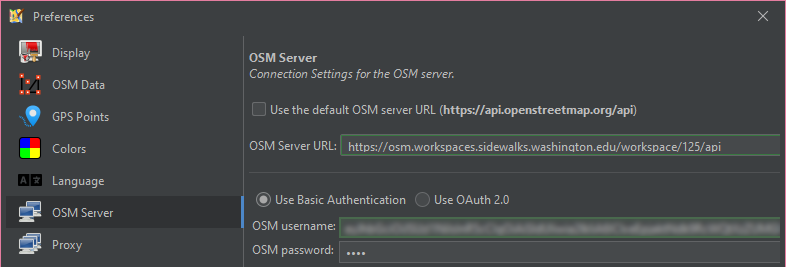 Preferences
Display
OSM Data
GPS Points
Colors
Language
OSM Server
Proxy
OSM Server
Connection Settings for the OSM server.
Use the default OSM server URL (https://api.openstreetmap.org/api)
OSM Server URL: https://osm.workspaces.sidewalks.washington.edu/workspace/125/api
Use Basic Authentication Use OAuth 2.0
OSM username:
OSM password: ••••